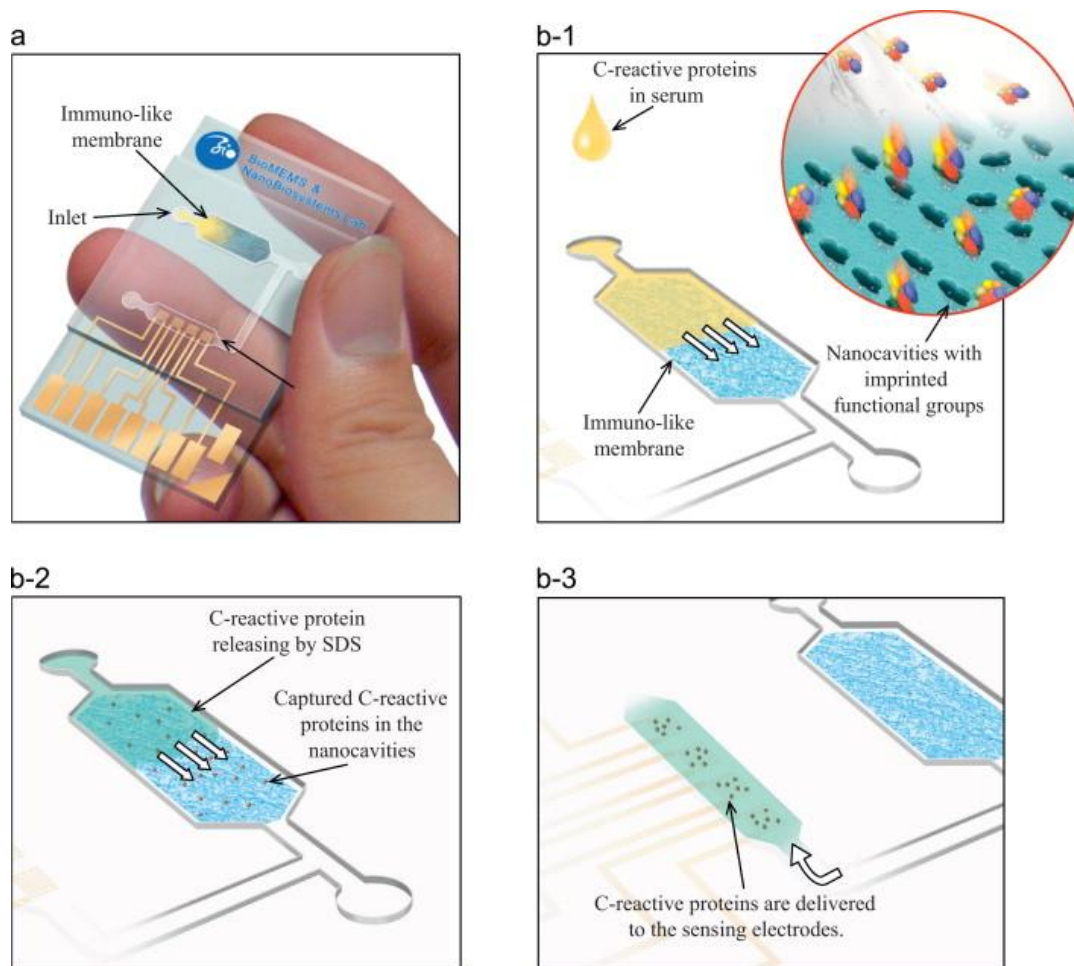 a
Immuno-like
membrane
Inlet
Bio
BioMEMS &
NanoBiosystems Lab
b-1
C-reactive proteins
in serum
Nanocavities with
imprinted
functional groups
Immuno-like
membrane
b-2
C-reactive protein
releasing by SDS
Captured C-reactive
proteins in the
nanocavities
b-3
C-reactive proteins are delivered
to the sensing electrodes.